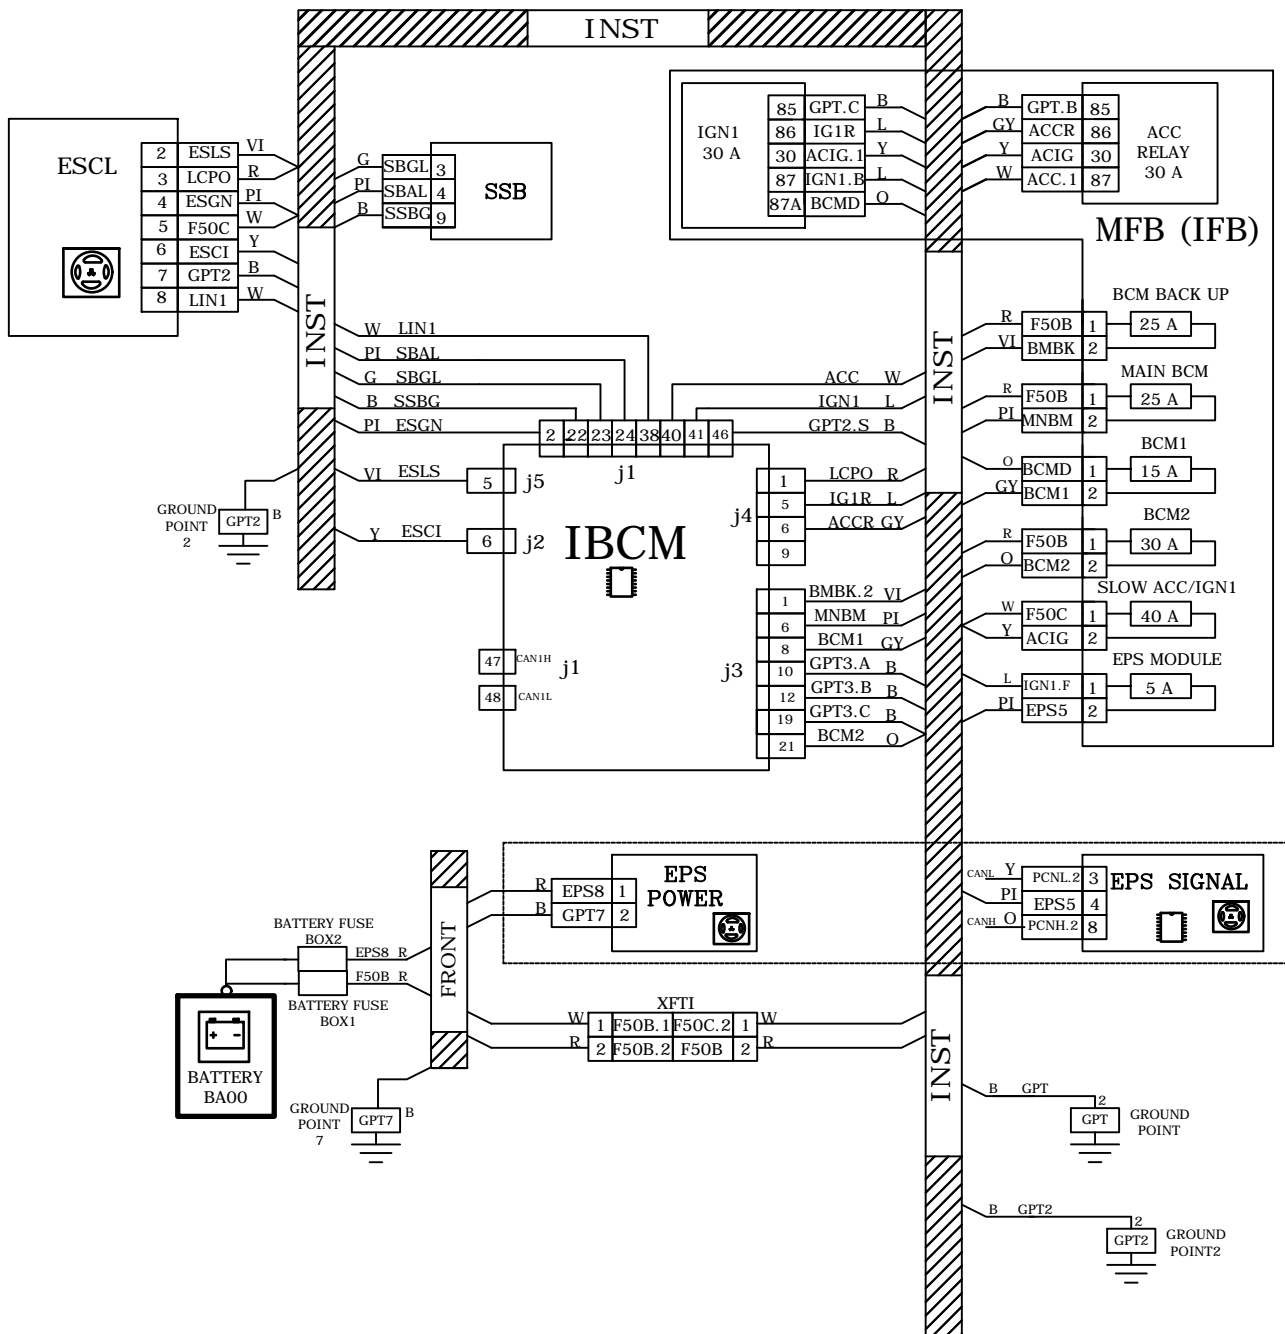 INST
ESCL
2 ESLS VI
3 LCPO R
4 ESGN PI
5 F50C W
6 ESCI Y
7 GPT2 B
8 LIN1 W
G SBGL 3
PI SBAL 4
B SSBG 9
SSB
IGN1
30 A
85 GPT.C B
86 IG1R L
30 ACIG.1 Y
87 IGN1.B L
87A BCMD O
B GPT.B 85
GY ACCR 86
Y ACIG 30
W ACC.1 87
ACC
RELAY
30 A
MFB (IFB)
INST
W LIN1
PI SBAL
G SBGL
B SSBG
PI ESGN
VI ESLS
Y ESCI
GROUND
POINT
2
GPT2 B
2 22 23 24 38 40 41 46
j1
5 j5
6 j2
IBCM
47 CAN1H
48 CAN1L
j1
ACC W
IGN1 L
GPT2.S B
j4
1 LCPO R
5 IG1R L
6 ACCR GY
9
j3
1 BMBK.2 VI
6 MNBM PI
8 BCM1 GY
10 GPT3.A B
12 GPT3.B B
19 GPT3.C B
21 BCM2 O
INST
BCM BACK UP
R F50B 1 25 A
VI BMBK 2
MAIN BCM
R F50B 1 25 A
PI MNBM 2
BCM1
O BCMD 1 15 A
GY BCM1 2
BCM2
R F50B 1 30 A
O BCM2 2
SLOW ACC/IGN1
W F50C 1 40 A
Y ACIG 2
EPS MODULE
L IGN1.F 1 5 A
PI EPS5 2
R EPS8 1
B GPT7 2
EPS
POWER
CANL Y PCNL.2 3
PI EPS5 4
CANH O PCNH.2 8
EPS SIGNAL
FRONT
BATTERY FUSE
BOX2
EPS8 R
F50B R
BATTERY FUSE
BOX1
BATTERY
BA00
GROUND
POINT
7
GPT7 B
XFTI
W 1 F50B.1 F50C.2 1 W
R 2 F50B.2 F50B 2 R
INST
B GPT
2
GPT
GROUND
POINT
B GPT2
2
GPT2
GROUND
POINT2